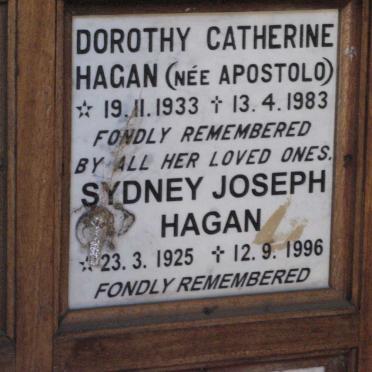 DOROTHY CATHERINE
HAGAN (NÉE APOSTOLO)
☆ 19.11.1933 † 13.4.1983
FONDLY REMEMBERED
BY ALL HER LOVED ONES.
SYDNEY JOSEPH
HAGAN
☆ 23.3.1925 † 12.9.1996
FONDLY REMEMBERED